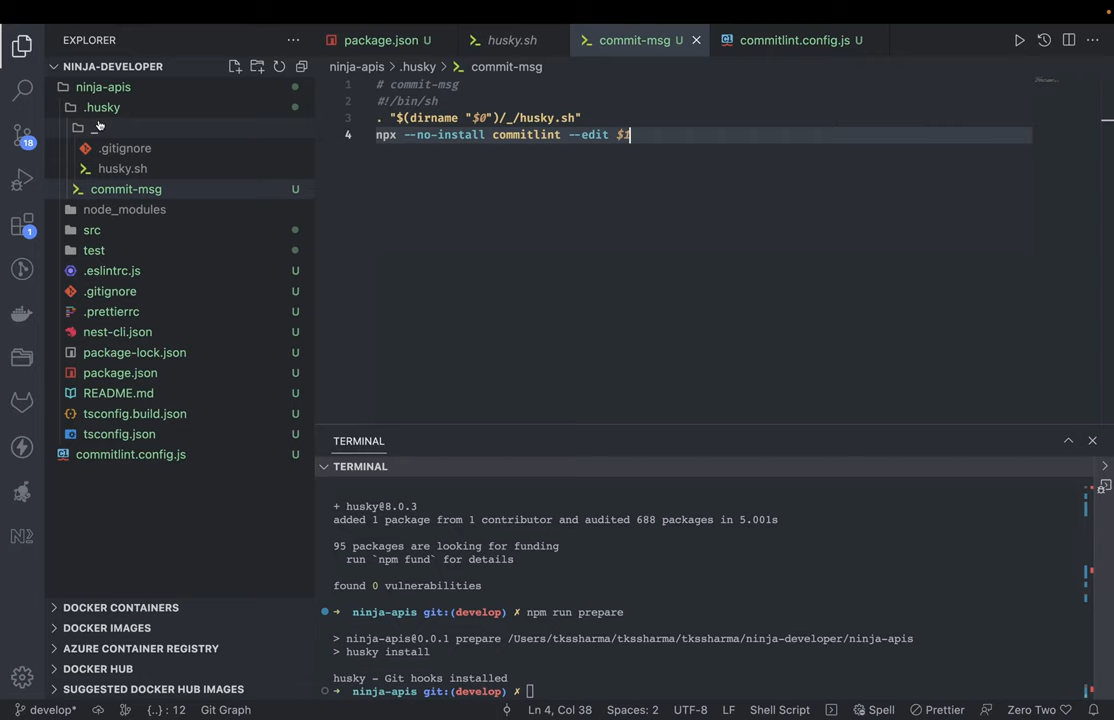 EXPLORER
NINJA-DEVELOPER
ninja-apis
.husky
_
.gitignore
husky.sh
commit-msg U
node_modules
src
test
.eslintrc.js U
.gitignore U
.prettierrc U
nest-cli.json U
package-lock.json U
package.json U
README.md U
tsconfig.build.json U
tsconfig.json U
commitlint.config.js U
DOCKER CONTAINERS
DOCKER IMAGES
AZURE CONTAINER REGISTRY
DOCKER HUB
SUGGESTED DOCKER HUB IMAGES
18
1
package.json U
husky.sh
commit-msg U
commitlint.config.js U
ninja-apis > .husky > commit-msg
1 # commit-msg
2 #!/bin/sh
3 . "$(dirname "$0")/_/husky.sh"
4 npx --no-install commitlint --edit $1
TERMINAL
TERMINAL
+ husky@8.0.3
added 1 package from 1 contributor and audited 688 packages in 5.001s
95 packages are looking for funding
run `npm fund` for details
found 0 vulnerabilities
→ ninja-apis git:(develop) ✗ npm run prepare
> ninja-apis@0.0.1 prepare /Users/tkssharma/tkssharma/ninja-developer/ninja-apis
> husky install
husky - Git hooks installed
→ ninja-apis git:(develop) ✗
develop* {..} : 12 Git Graph Ln 4, Col 38 Spaces: 2 UTF-8 LF Shell Script Spell Prettier Zero Two